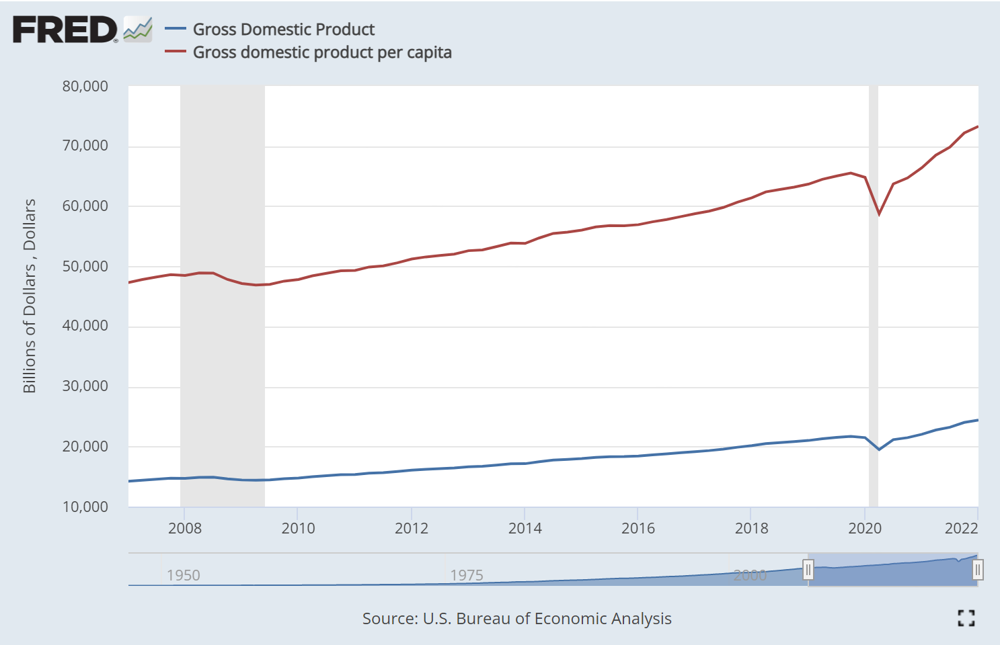 FRED®
Gross Domestic Product
Gross domestic product per capita
80,000
70,000
60,000
50,000
40,000
30,000
20,000
10,000
Billions of Dollars , Dollars
2008 2010 2012 2014 2016 2018 2020 2022
1950 1975 2000
Source: U.S. Bureau of Economic Analysis